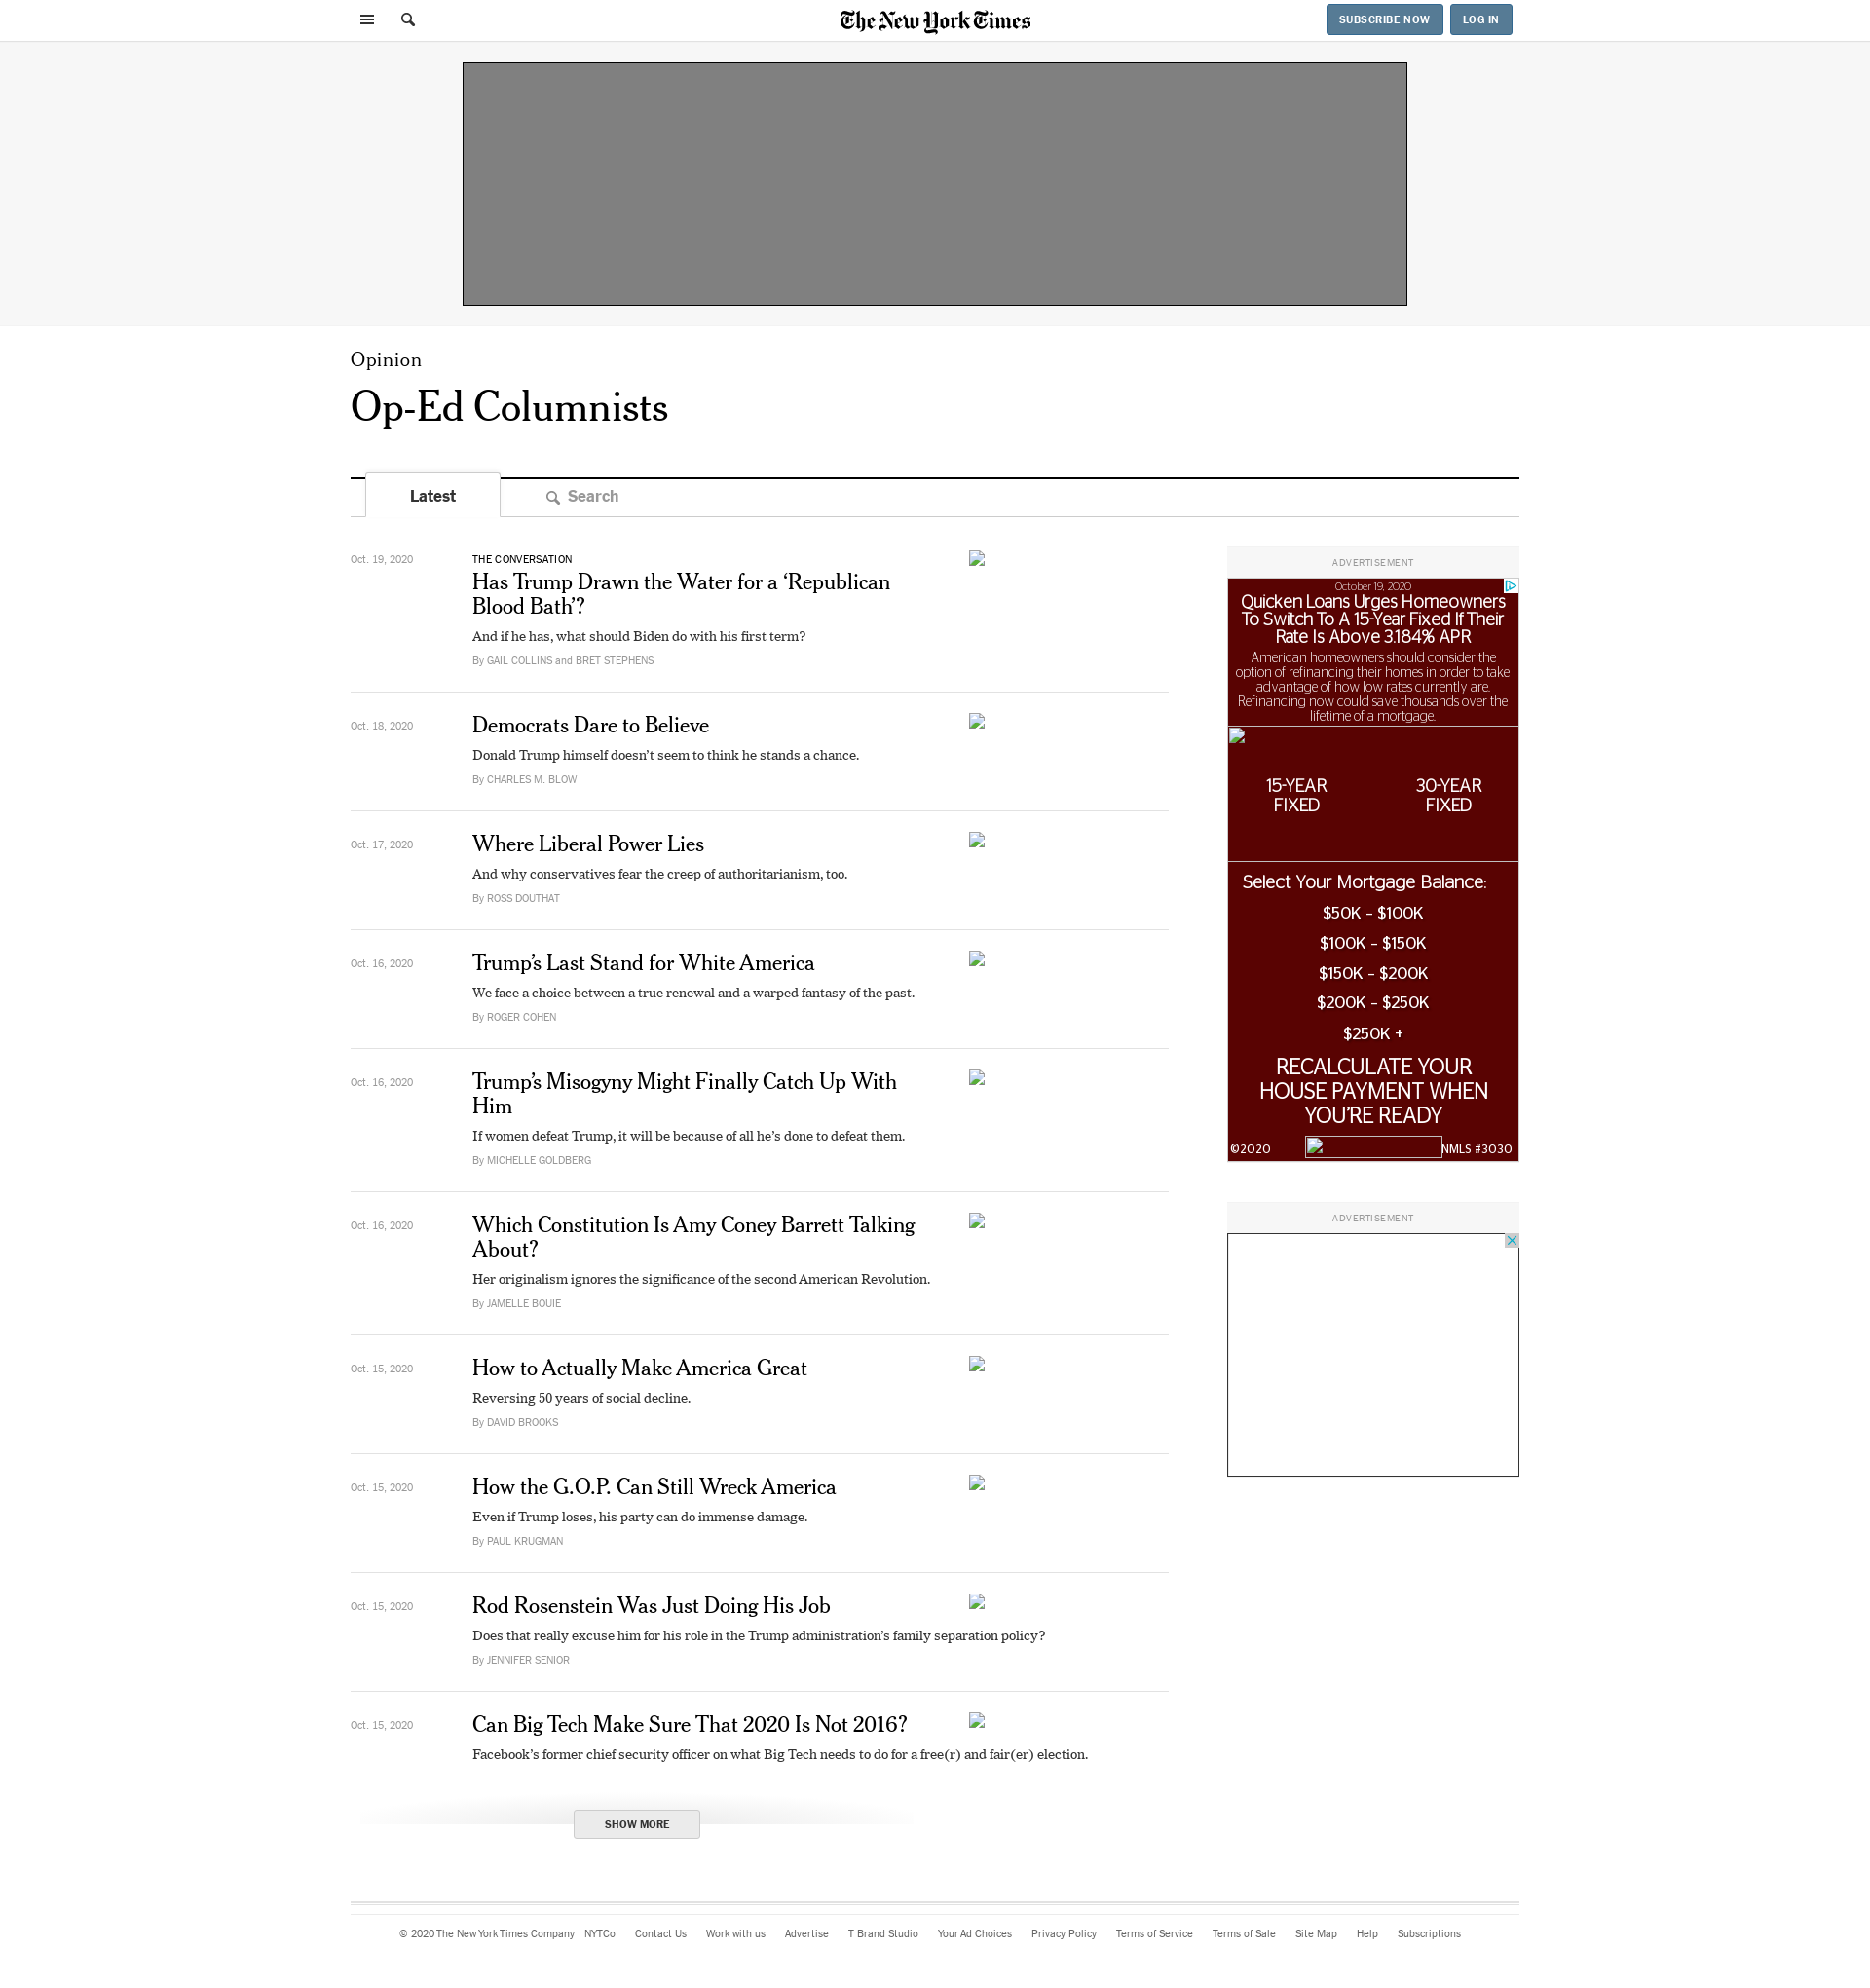 The New York Times
SUBSCRIBE NOW
LOG IN
Opinion
Op-Ed Columnists
Latest
Search
Oct. 19, 2020
THE CONVERSATION
Has Trump Drawn the Water for a ‘Republican
Blood Bath’?
And if he has, what should Biden do with his first term?
By GAIL COLLINS and BRET STEPHENS
Oct. 18, 2020
Democrats Dare to Believe
Donald Trump himself doesn’t seem to think he stands a chance.
By CHARLES M. BLOW
Oct. 17, 2020
Where Liberal Power Lies
And why conservatives fear the creep of authoritarianism, too.
By ROSS DOUTHAT
Oct. 16, 2020
Trump’s Last Stand for White America
We face a choice between a true renewal and a warped fantasy of the past.
By ROGER COHEN
Oct. 16, 2020
Trump’s Misogyny Might Finally Catch Up With
Him
If women defeat Trump, it will be because of all he’s done to defeat them.
By MICHELLE GOLDBERG
Oct. 16, 2020
Which Constitution Is Amy Coney Barrett Talking
About?
Her originalism ignores the significance of the second American Revolution.
By JAMELLE BOUIE
Oct. 15, 2020
How to Actually Make America Great
Reversing 50 years of social decline.
By DAVID BROOKS
Oct. 15, 2020
How the G.O.P. Can Still Wreck America
Even if Trump loses, his party can do immense damage.
By PAUL KRUGMAN
Oct. 15, 2020
Rod Rosenstein Was Just Doing His Job
Does that really excuse him for his role in the Trump administration’s family separation policy?
By JENNIFER SENIOR
Oct. 15, 2020
Can Big Tech Make Sure That 2020 Is Not 2016?
Facebook’s former chief security officer on what Big Tech needs to do for a free(r) and fair(er) election.
SHOW MORE
ADVERTISEMENT
October 19, 2020
Quicken Loans Urges Homeowners
To Switch To A 15-Year Fixed If Their
Rate Is Above 3.184% APR
American homeowners should consider the
option of refinancing their homes in order to take
advantage of how low rates currently are.
Refinancing now could save thousands over the
lifetime of a mortgage.
15-YEAR
FIXED
30-YEAR
FIXED
Select Your Mortgage Balance:
$50K - $100K
$100K - $150K
$150K - $200K
$200K - $250K
$250K +
RECALCULATE YOUR
HOUSE PAYMENT WHEN
YOU’RE READY
©2020
NMLS #3030
ADVERTISEMENT
© 2020 The New York Times Company NYTCo Contact Us Work with us Advertise T Brand Studio Your Ad Choices Privacy Policy Terms of Service Terms of Sale Site Map Help Subscriptions